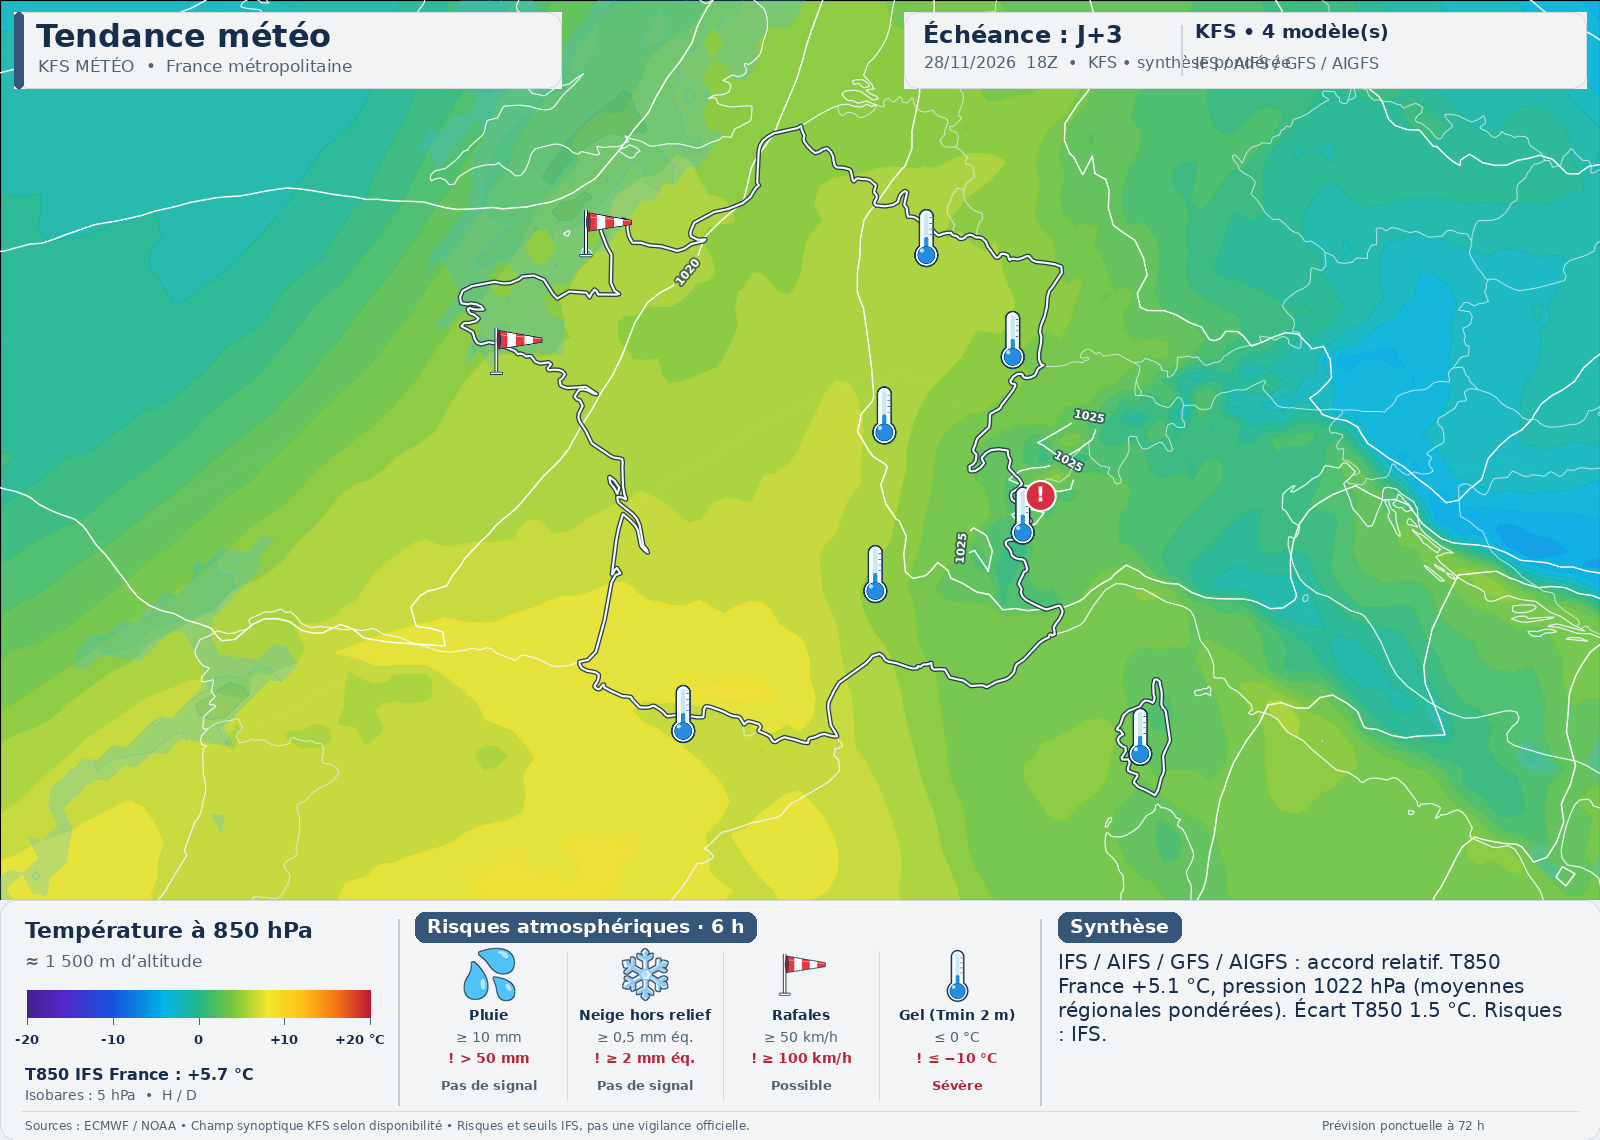 Tendance météo
KFS MÉTÉO • France métropolitaine
Échéance : J+3
28/11/2026 18Z • KFS • synthèse pondérée
KFS • 4 modèle(s)
IFS / AIFS / GFS / AIGFS
1020
1025
1025
1025
!
Température à 850 hPa
≈ 1 500 m d’altitude
-20 -10 0 +10 +20 °C
T850 IFS France : +5.7 °C
Isobares : 5 hPa • H / D
Risques atmosphériques · 6 h
Pluie
≥ 10 mm
! > 50 mm
Pas de signal
Neige hors relief
≥ 0,5 mm éq.
! ≥ 2 mm éq.
Pas de signal
Rafales
≥ 50 km/h
! ≥ 100 km/h
Possible
Gel (Tmin 2 m)
≤ 0 °C
! ≤ −10 °C
Sévère
Synthèse
IFS / AIFS / GFS / AIGFS : accord relatif. T850
France +5.1 °C, pression 1022 hPa (moyennes
régionales pondérées). Écart T850 1.5 °C. Risques
: IFS.
Sources : ECMWF / NOAA • Champ synoptique KFS selon disponibilité • Risques et seuils IFS, pas une vigilance officielle.
Prévision ponctuelle à 72 h